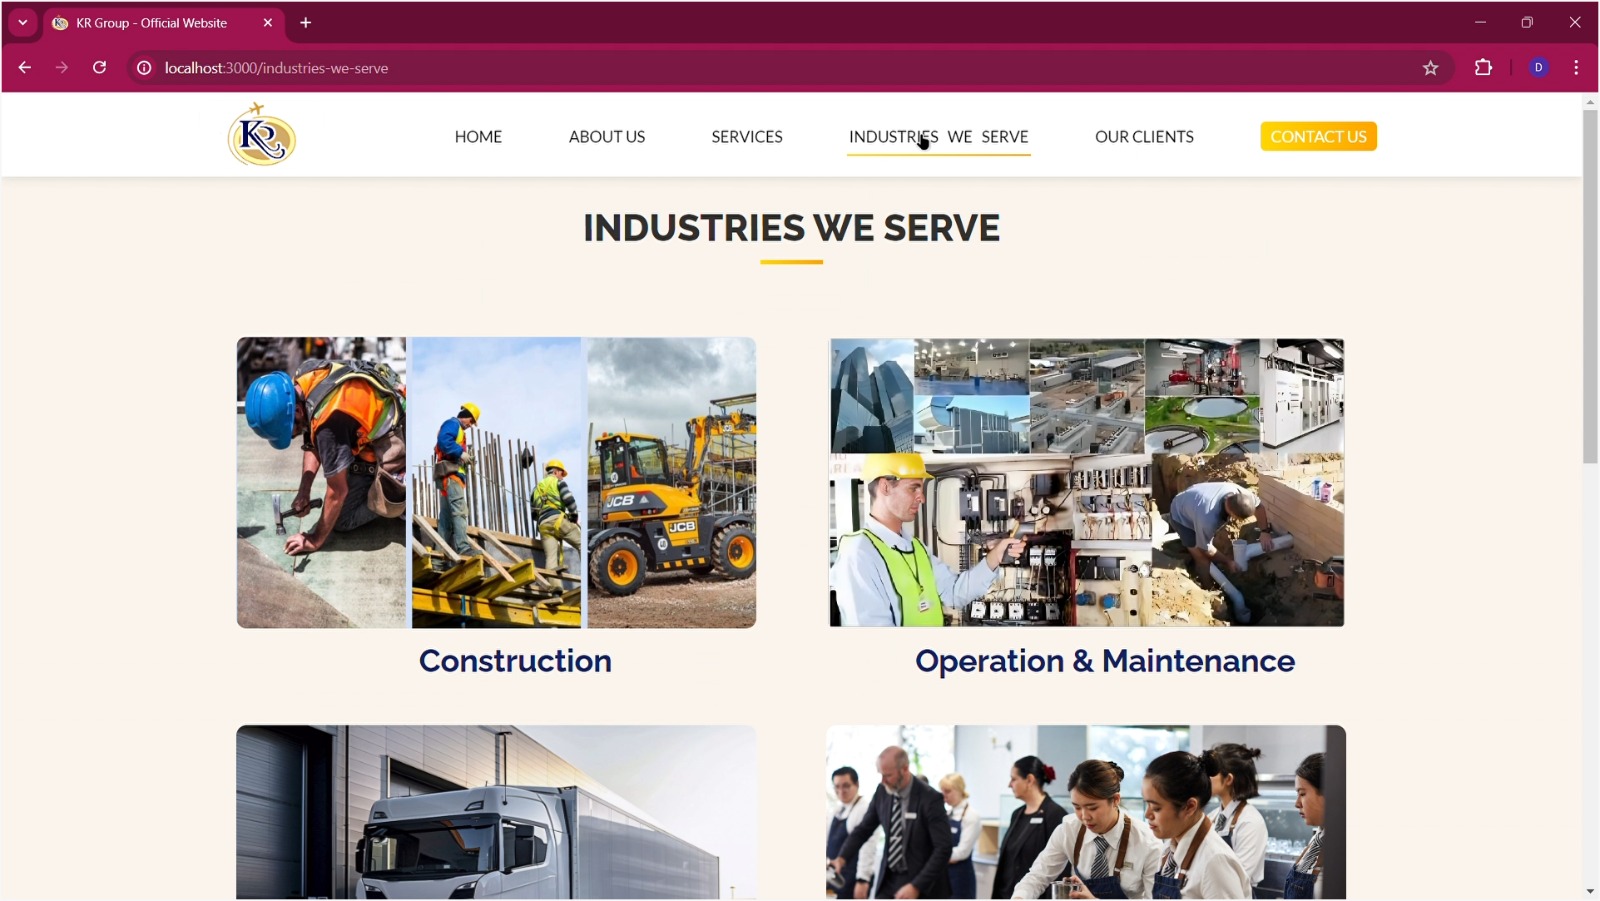 KR Group - Official Website
localhost:3000/industries-we-serve
D
KR
HOME ABOUT US SERVICES INDUSTRIES WE SERVE OUR CLIENTS CONTACT US
INDUSTRIES WE SERVE
JCB
JCB
Construction
Operation & Maintenance